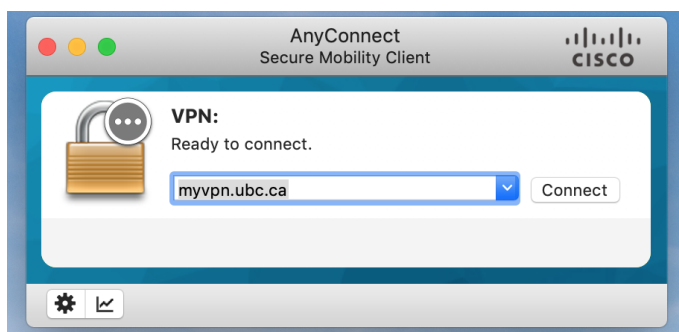 AnyConnect
Secure Mobility Client
CISCO
VPN:
Ready to connect.
myvpn.ubc.ca
Connect